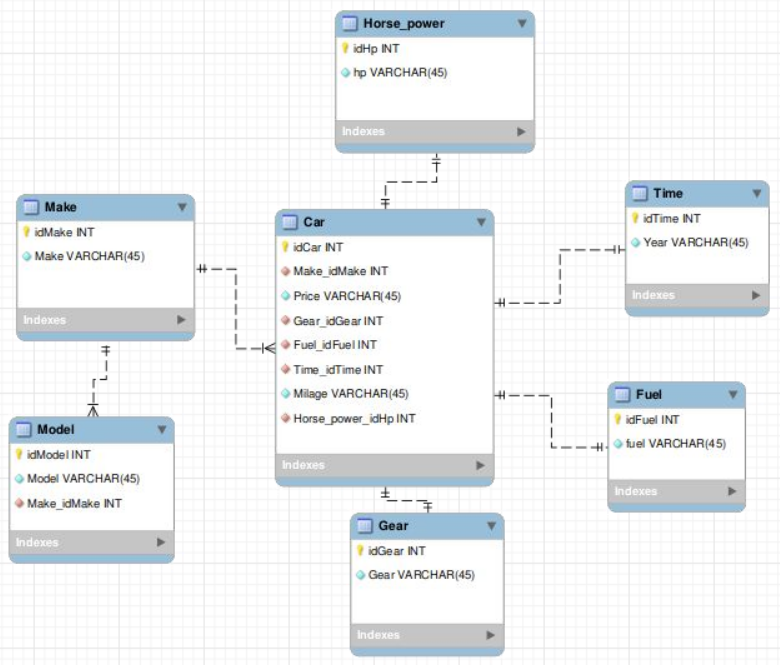 Horse_power
idHp INT
hp VARCHAR(45)
Indexes
Make
idMake INT
Make VARCHAR(45)
Indexes
Car
idCar INT
Make_idMake INT
Price VARCHAR(45)
Gear_idGear INT
Fuel_idFuel INT
Time_idTime INT
Milage VARCHAR(45)
Horse_power_idHp INT
Indexes
Time
idTime INT
Year VARCHAR(45)
Indexes
Model
idModel INT
Model VARCHAR(45)
Make_idMake INT
Indexes
Fuel
idFuel INT
fuel VARCHAR(45)
Indexes
Gear
idGear INT
Gear VARCHAR(45)
Indexes